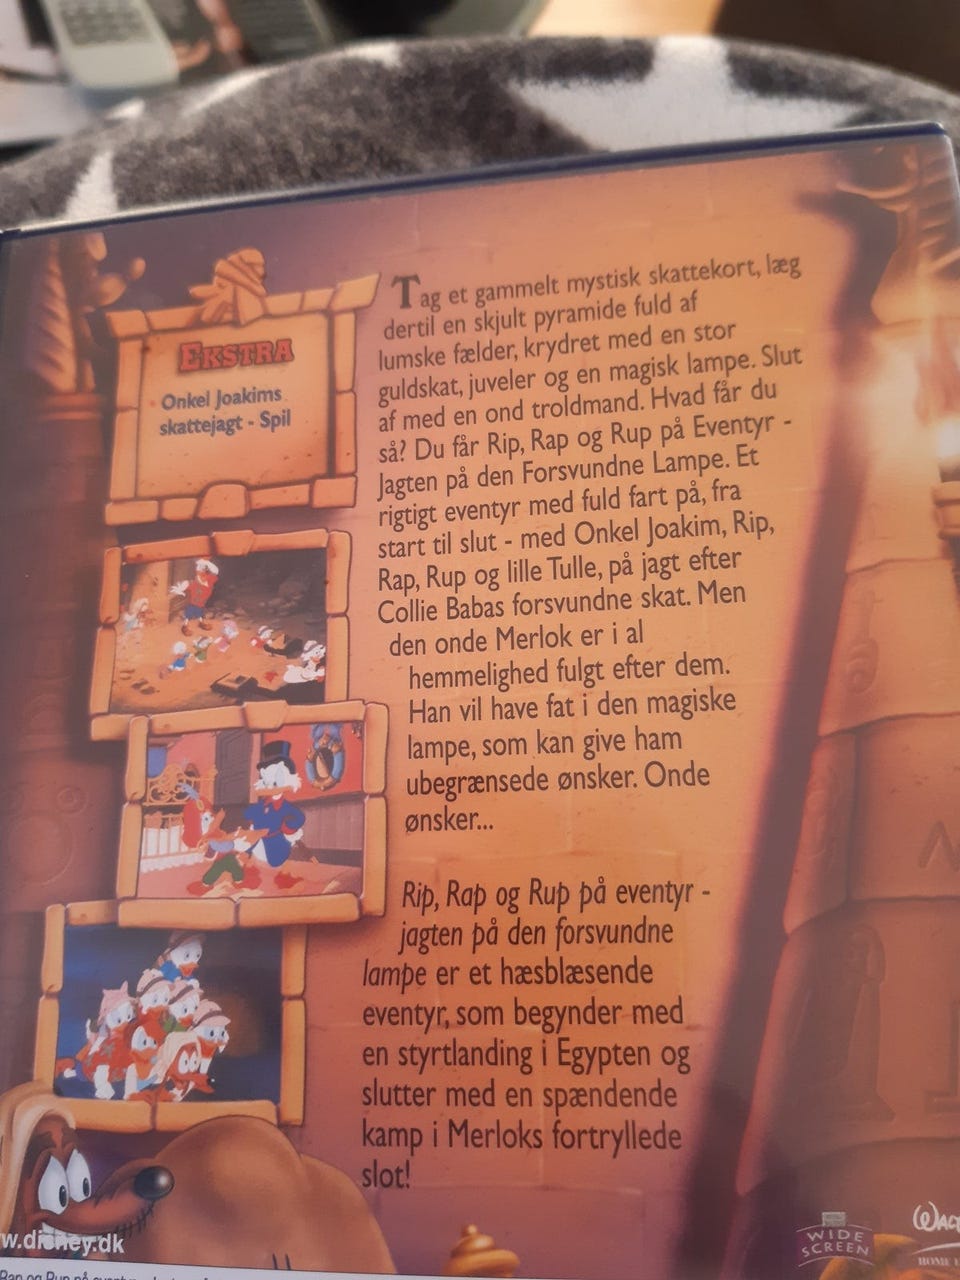 EKSTRA
Onkel Joakims
skattejagt - Spil
Tag et gammelt mystisk skattekort, læg
dertil en skjult pyramide fuld af
lumske fælder, krydret med en stor
guldskat, juveler og en magisk lampe. Slut
af med en ond troldmand. Hvad får du
så? Du får Rip, Rap og Rup på Eventyr -
Jagten på den Forsvundne Lampe. Et
rigtigt eventyr med fuld fart på, fra
start til slut - med Onkel Joakim, Rip,
Rap, Rup og lille Tulle, på jagt efter
Collie Babas forsvundne skat. Men
den onde Merlok er i al
hemmelighed fulgt efter dem.
Han vil have fat i den magiske
lampe, som kan give ham
ubegrænsede ønsker. Onde
ønsker...
Rip, Rap og Rup på eventyr -
jagten på den forsvundne
lampe er et hæsblæsende
eventyr, som begynder med
en styrtlanding i Egypten og
slutter med en spændende
kamp i Merloks fortryllede
slot!
w.disney.dk
WIDE
SCREEN